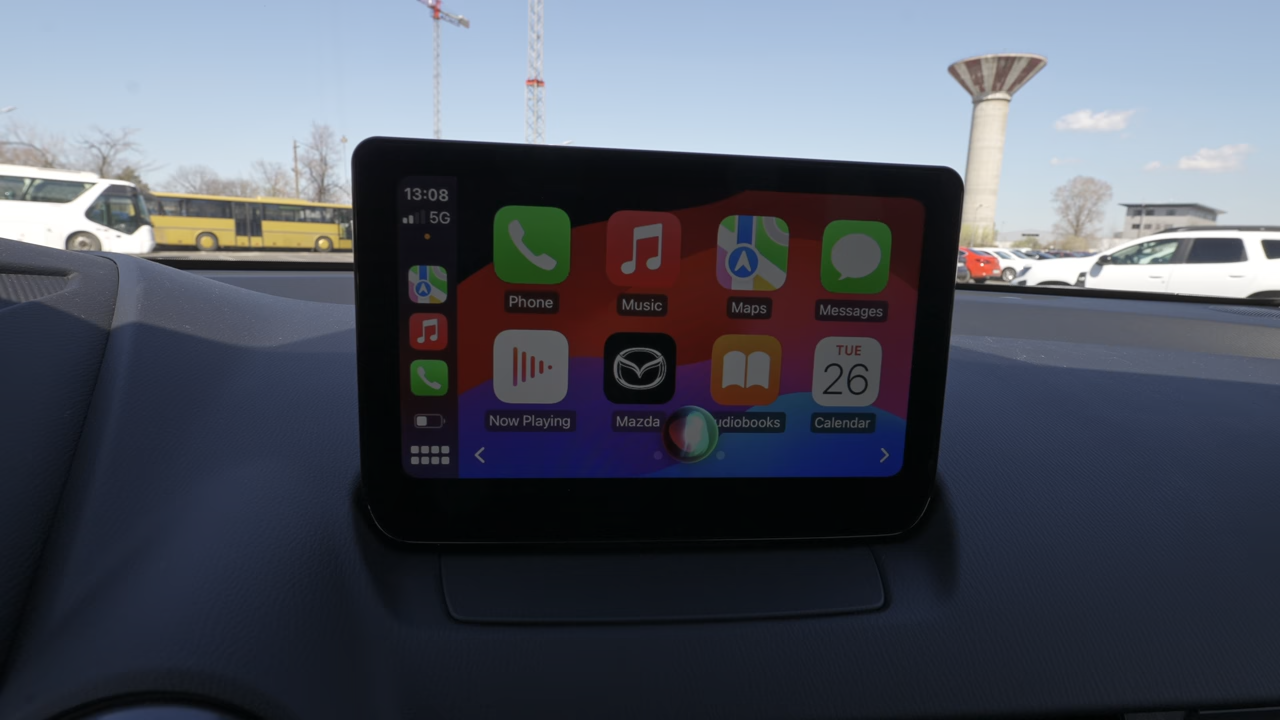 13:08
5G
Phone
Music
Maps
Messages
TUE
26
Now Playing
Mazda
udiobooks
Calendar